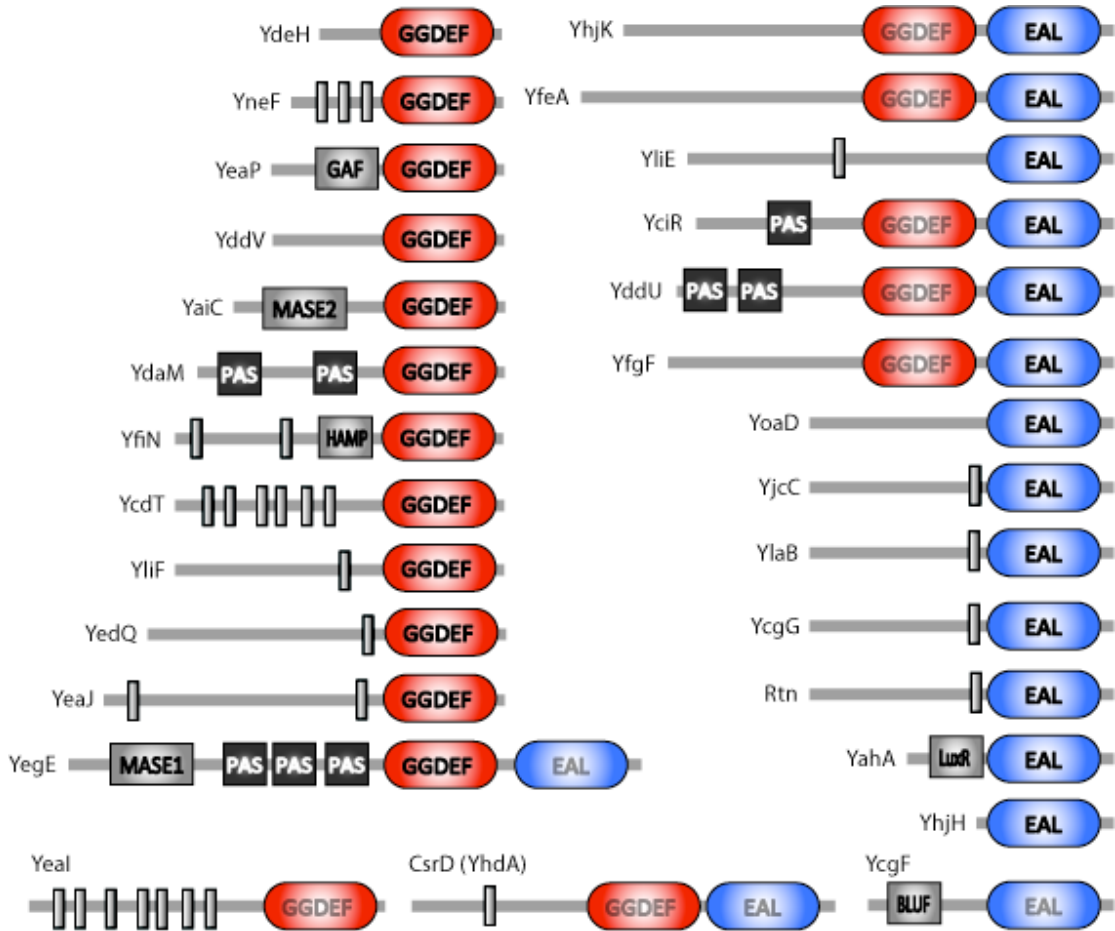 YdeH GGDEF
YneF GGDEF
YeaP GAF GGDEF
YddV GGDEF
YaiC MASE2 GGDEF
YdaM PAS PAS GGDEF
YfiN HAMP GGDEF
YcdT GGDEF
YliF GGDEF
YedQ GGDEF
YeaJ GGDEF
YegE MASE1 PAS PAS PAS GGDEF EAL
YhjK GGDEF EAL
YfeA GGDEF EAL
YliE EAL
YciR PAS GGDEF EAL
YddU PAS PAS GGDEF EAL
YfgF GGDEF EAL
YoaD EAL
YjcC EAL
YlaB EAL
YcgG EAL
Rtn EAL
YahA LuxR EAL
YhjH EAL
YeaI
GGDEF
CsrD (YhdA)
GGDEF EAL
YcgF
BLUF EAL